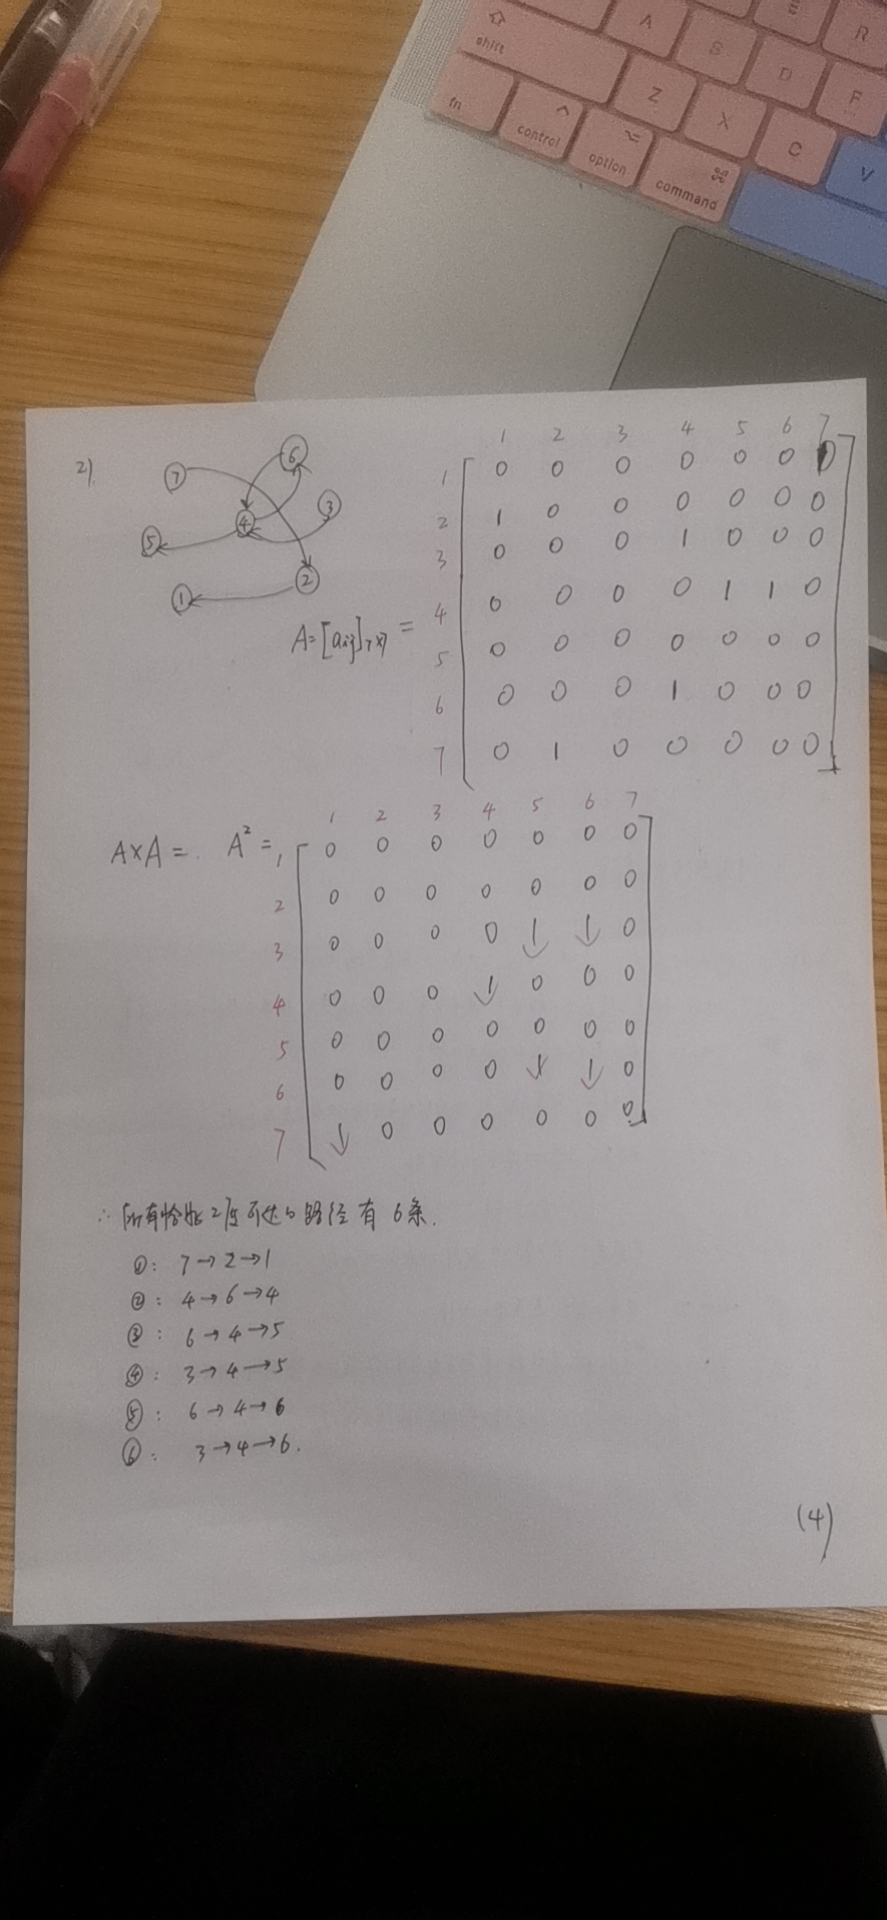 shift
A
S
D
E
R
F
fn
Z
X
C
V
control
option
command
2).
7
6
3
4
5
2
1
A=[aij]7×7 =
1 2 3 4 5 6 7
1 0 0 0 0 0 0 0
2 1 0 0 0 0 0 0
3 0 0 0 1 0 0 0
4 0 0 0 0 1 1 0
5 0 0 0 0 0 0 0
6 0 0 0 1 0 0 0
7 0 1 0 0 0 0 0
A×A = . A² =
1 2 3 4 5 6 7
1 0 0 0 0 0 0 0
2 0 0 0 0 0 0 0
3 0 0 0 0 1 1 0
4 0 0 0 1 0 0 0
5 0 0 0 0 0 0 0
6 0 0 0 0 1 1 0
7 1 0 0 0 0 0 0
∴ 所有恰好2度可达的路径有 6条.
①: 7→2→1
②: 4→6→4
③: 6→4→5
④: 3→4→5
⑤: 6→4→6
⑥: 3→4→6.
(4)